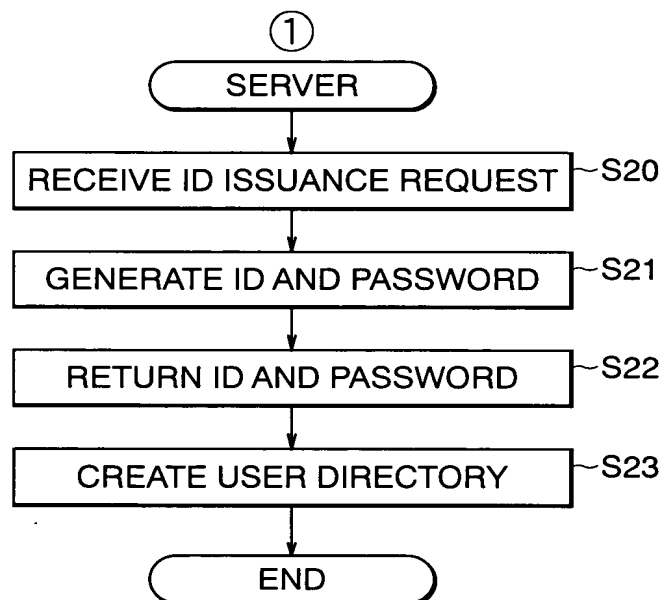 ①
SERVER
RECEIVE ID ISSUANCE REQUEST ~S20
GENERATE ID AND PASSWORD ~S21
RETURN ID AND PASSWORD ~S22
CREATE USER DIRECTORY ~S23
END